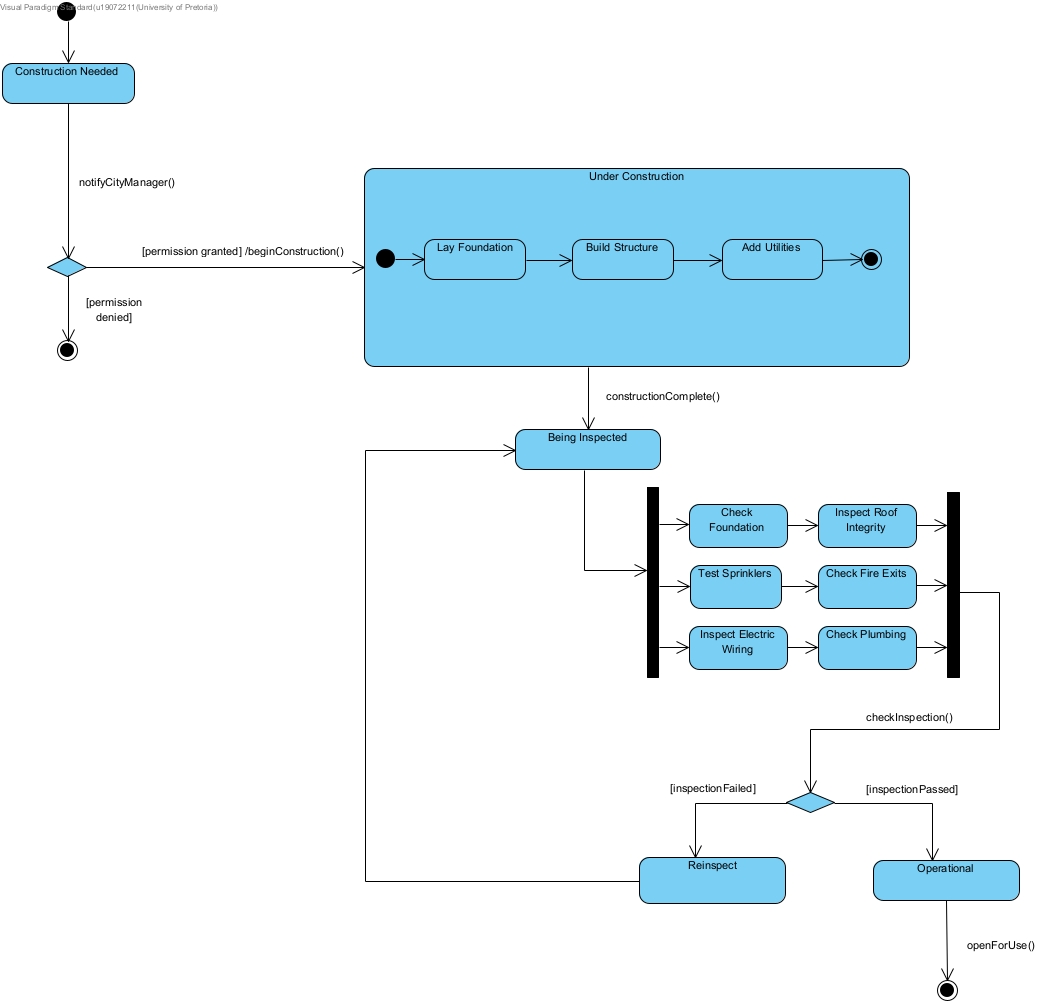 Visual Paradigm Standard(u19072211(University of Pretoria))
Construction Needed
notifyCityManager()
[permission granted] /beginConstruction()
[permission
denied]
Under Construction
Lay Foundation
Build Structure
Add Utilities
constructionComplete()
Being Inspected
Check
Foundation
Inspect Roof
Integrity
Test Sprinklers
Check Fire Exits
Inspect Electric
Wiring
Check Plumbing
checkInspection()
[inspectionFailed]
[inspectionPassed]
Reinspect
Operational
openForUse()